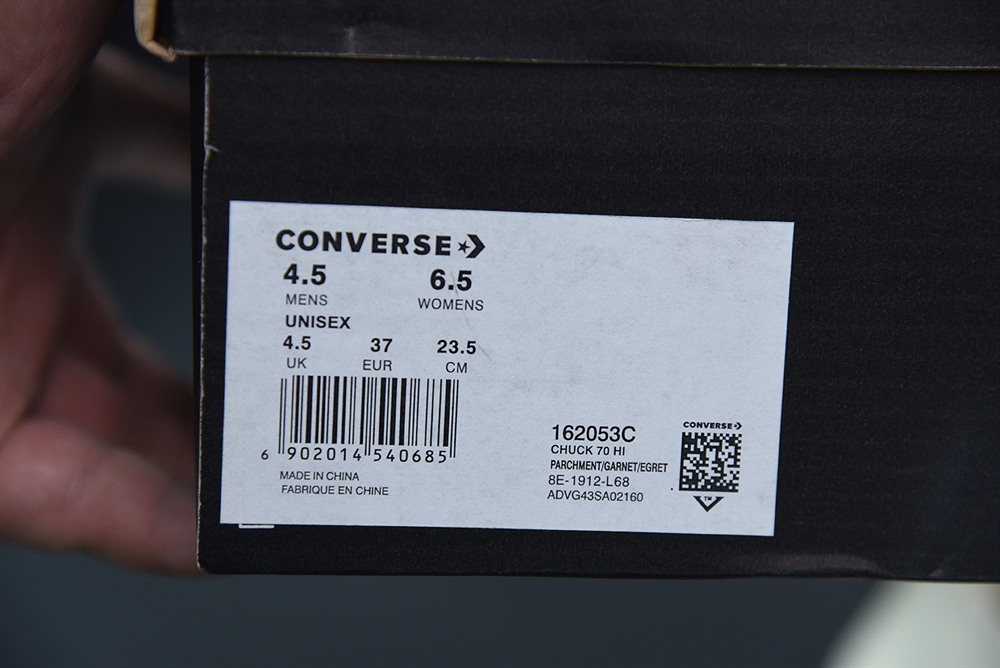 CONVERSE
4.5 6.5
MENS WOMENS
UNISEX
4.5 37 23.5
UK EUR CM
6 902014 540685
MADE IN CHINA
FABRIQUE EN CHINE
162053C
CHUCK 70 HI
PARCHMENT/GARNET/EGRET
8E-1912-L68
ADVG43SA02160
CONVERSE
TM